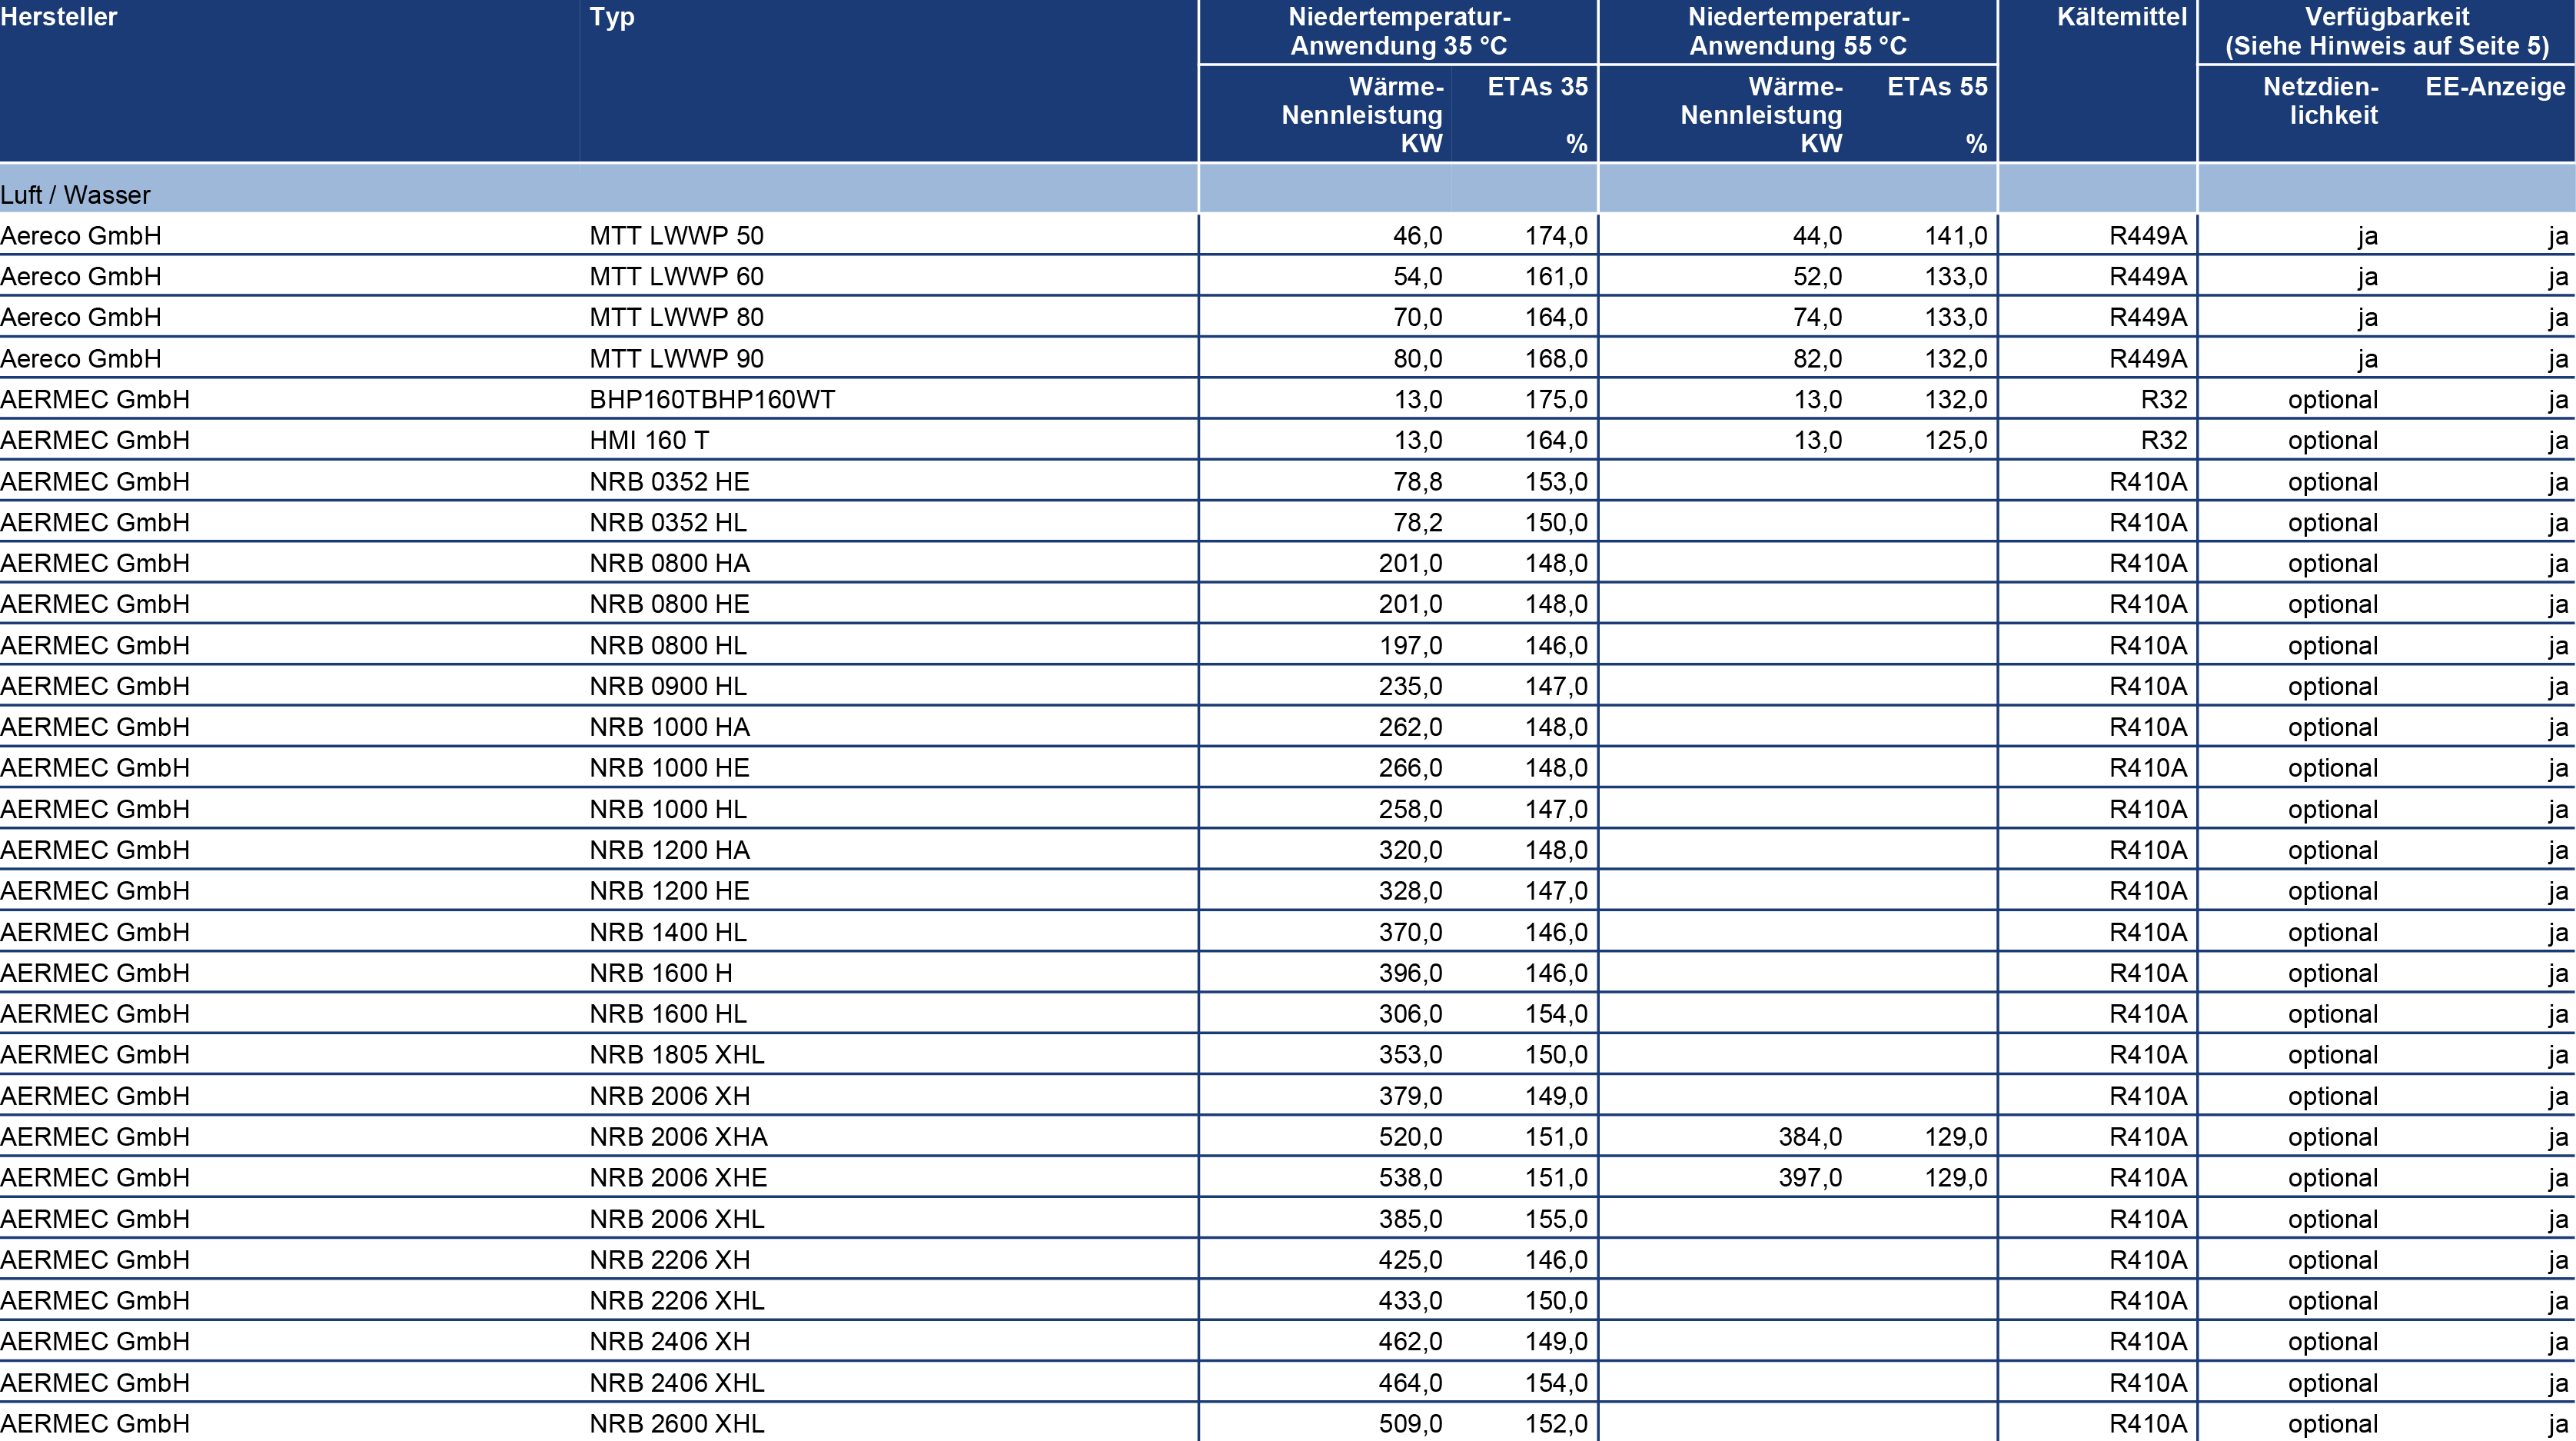 Hersteller Typ Niedertemperatur- Niedertemperatur- Kältemittel Verfügbarkeit
Anwendung 35 °C Anwendung 55 °C (Siehe Hinweis auf Seite 5)
Wärme- ETAs 35 Wärme- ETAs 55 Netzdien- EE-Anzeige
Nennleistung Nennleistung lichkeit
KW % KW %
Luft / Wasser
Aereco GmbH MTT LWWP 50 46,0 174,0 44,0 141,0 R449A ja ja
Aereco GmbH MTT LWWP 60 54,0 161,0 52,0 133,0 R449A ja ja
Aereco GmbH MTT LWWP 80 70,0 164,0 74,0 133,0 R449A ja ja
Aereco GmbH MTT LWWP 90 80,0 168,0 82,0 132,0 R449A ja ja
AERMEC GmbH BHP160TBHP160WT 13,0 175,0 13,0 132,0 R32 optional ja
AERMEC GmbH HMI 160 T 13,0 164,0 13,0 125,0 R32 optional ja
AERMEC GmbH NRB 0352 HE 78,8 153,0 R410A optional ja
AERMEC GmbH NRB 0352 HL 78,2 150,0 R410A optional ja
AERMEC GmbH NRB 0800 HA 201,0 148,0 R410A optional ja
AERMEC GmbH NRB 0800 HE 201,0 148,0 R410A optional ja
AERMEC GmbH NRB 0800 HL 197,0 146,0 R410A optional ja
AERMEC GmbH NRB 0900 HL 235,0 147,0 R410A optional ja
AERMEC GmbH NRB 1000 HA 262,0 148,0 R410A optional ja
AERMEC GmbH NRB 1000 HE 266,0 148,0 R410A optional ja
AERMEC GmbH NRB 1000 HL 258,0 147,0 R410A optional ja
AERMEC GmbH NRB 1200 HA 320,0 148,0 R410A optional ja
AERMEC GmbH NRB 1200 HE 328,0 147,0 R410A optional ja
AERMEC GmbH NRB 1400 HL 370,0 146,0 R410A optional ja
AERMEC GmbH NRB 1600 H 396,0 146,0 R410A optional ja
AERMEC GmbH NRB 1600 HL 306,0 154,0 R410A optional ja
AERMEC GmbH NRB 1805 XHL 353,0 150,0 R410A optional ja
AERMEC GmbH NRB 2006 XH 379,0 149,0 R410A optional ja
AERMEC GmbH NRB 2006 XHA 520,0 151,0 384,0 129,0 R410A optional ja
AERMEC GmbH NRB 2006 XHE 538,0 151,0 397,0 129,0 R410A optional ja
AERMEC GmbH NRB 2006 XHL 385,0 155,0 R410A optional ja
AERMEC GmbH NRB 2206 XH 425,0 146,0 R410A optional ja
AERMEC GmbH NRB 2206 XHL 433,0 150,0 R410A optional ja
AERMEC GmbH NRB 2406 XH 462,0 149,0 R410A optional ja
AERMEC GmbH NRB 2406 XHL 464,0 154,0 R410A optional ja
AERMEC GmbH NRB 2600 XHL 509,0 152,0 R410A optional ja